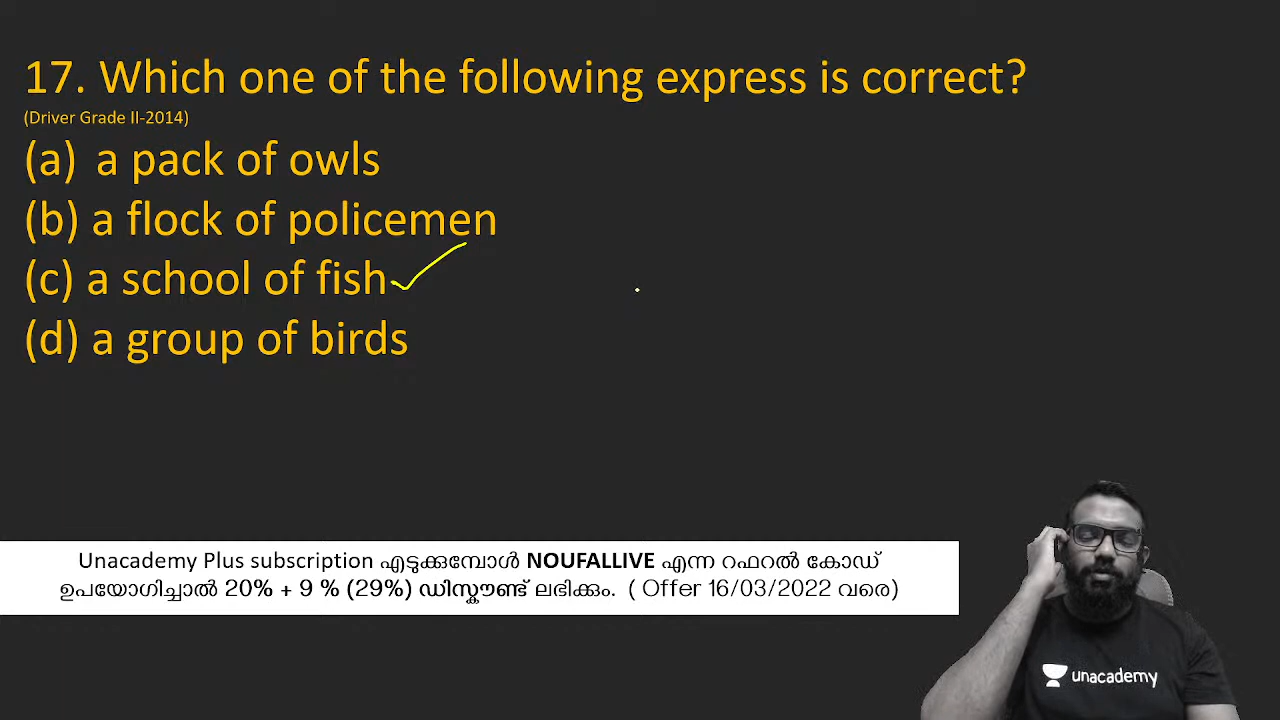 17. Which one of the following express is correct?
(Driver Grade II-2014)
(a) a pack of owls
(b) a flock of policemen
(c) a school of fish
(d) a group of birds
Unacademy Plus subscription എടുക്കുമ്പോൾ NOUFALLIVE എന്ന റഫറൽ കോഡ്
ഉപയോഗിച്ചാൽ 20% + 9 % (29%) ഡിസ്കൗണ്ട് ലഭിക്കും. ( Offer 16/03/2022 വരെ)
unacademy